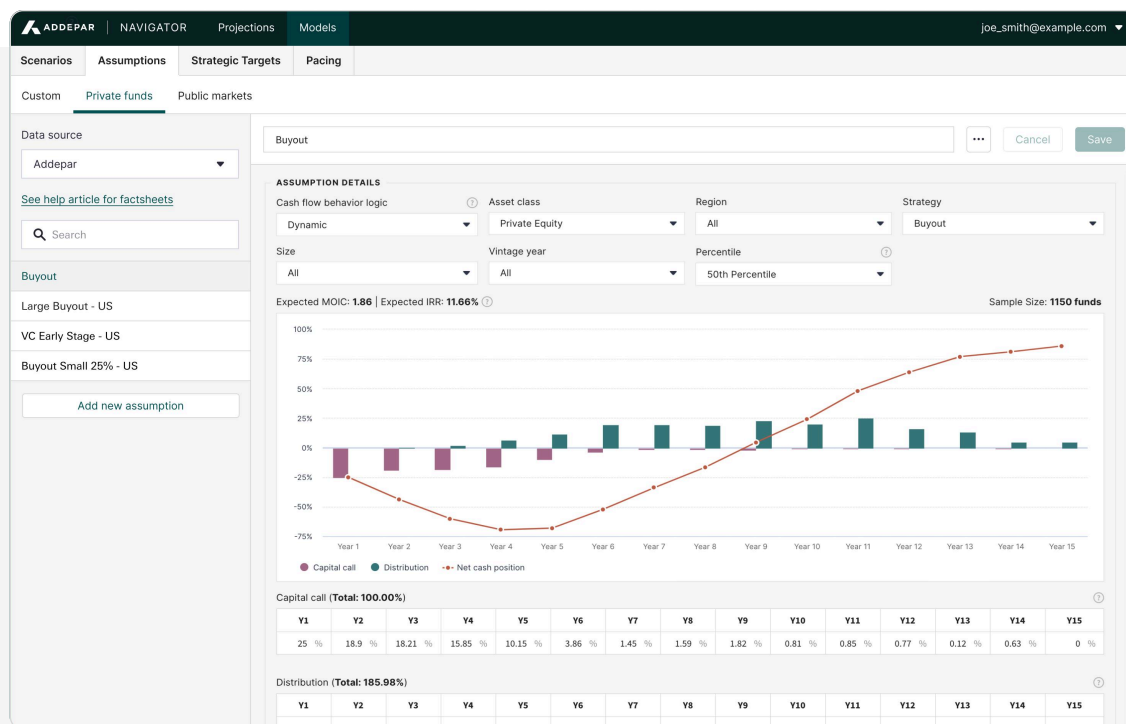 ADDEPAR NAVIGATOR Projections Models joe_smith@example.com
Scenarios Assumptions Strategic Targets Pacing
Custom Private funds Public markets
Data source
Addepar
See help article for factsheets
Search
Buyout
Large Buyout - US
VC Early Stage - US
Buyout Small 25% - US
Add new assumption
Buyout ... Cancel Save
ASSUMPTION DETAILS
Cash flow behavior logic ? Asset class Region Strategy
Dynamic Private Equity All Buyout
Size Vintage year Percentile ?
All All 50th Percentile
Expected MOIC: 1.86 | Expected IRR: 11.66% ? Sample Size: 1150 funds
100%
75%
50%
25%
0%
-25%
-50%
-75%
Year 1 Year 2 Year 3 Year 4 Year 5 Year 6 Year 7 Year 8 Year 9 Year 10 Year 11 Year 12 Year 13 Year 14 Year 15
Capital call Distribution Net cash position
Capital call (Total: 100.00%) ?
Y1 Y2 Y3 Y4 Y5 Y6 Y7 Y8 Y9 Y10 Y11 Y12 Y13 Y14 Y15
25 % 18.9 % 18.21 % 15.85 % 10.15 % 3.86 % 1.45 % 1.59 % 1.82 % 0.81 % 0.85 % 0.77 % 0.12 % 0.63 % 0 %
Distribution (Total: 185.98%) ?
Y1 Y2 Y3 Y4 Y5 Y6 Y7 Y8 Y9 Y10 Y11 Y12 Y13 Y14 Y15